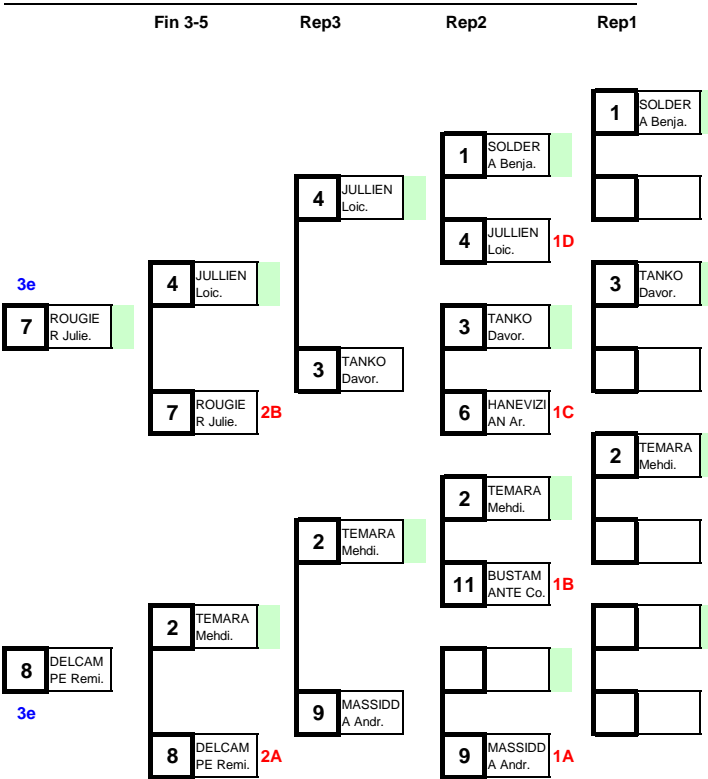 Fin 3-5 Rep3 Rep2 Rep1
1 SOLDER
A Benja.
1 SOLDER
A Benja.
4 JULLIEN
Loic.
4 JULLIEN
Loic. 1D
4 JULLIEN
Loic.
3 TANKO
Davor.
3e
7 ROUGIE
R Julie.
3 TANKO
Davor.
3 TANKO
Davor.
7 ROUGIE
R Julie. 2B
6 HANEVIZI
AN Ar. 1C
2 TEMARA
Mehdi.
2 TEMARA
Mehdi.
2 TEMARA
Mehdi.
11 BUSTAM
ANTE Co. 1B
2 TEMARA
Mehdi.
8 DELCAM
PE Remi.
3e
9 MASSIDD
A Andr.
8 DELCAM
PE Remi. 2A
9 MASSIDD
A Andr. 1A